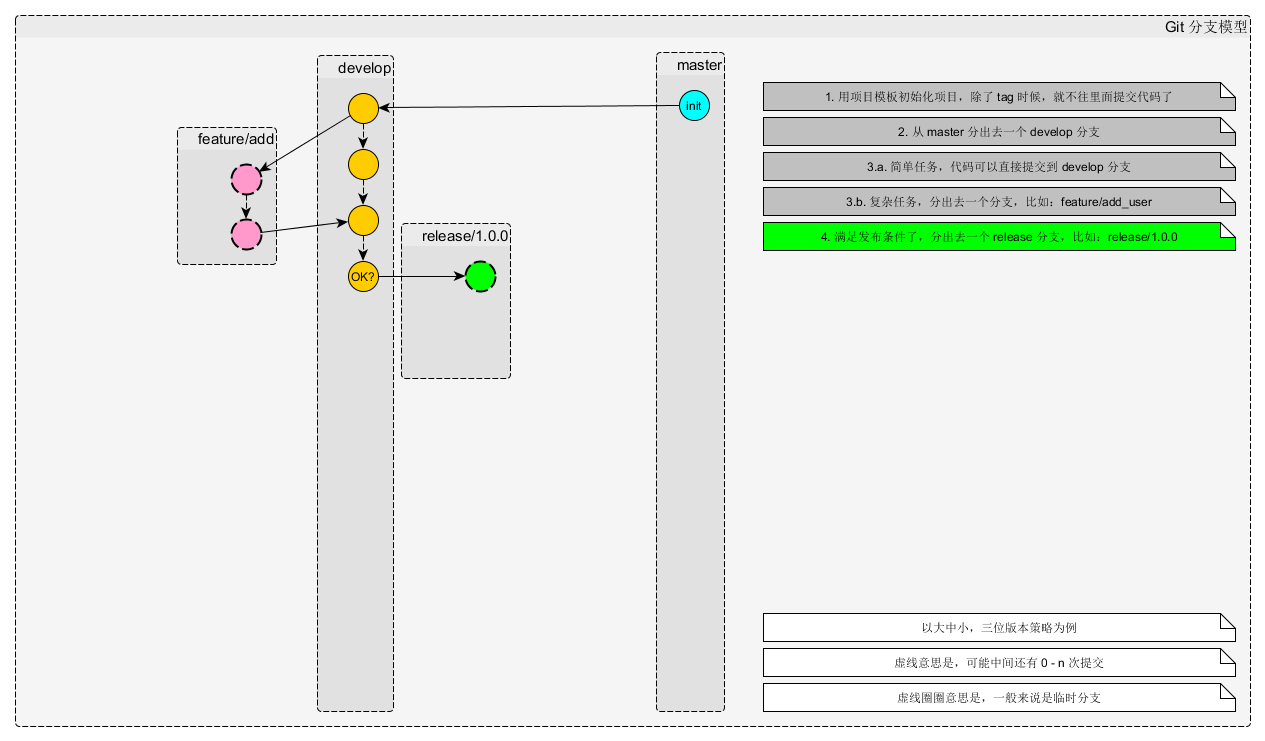 Git 分支模型
develop
master
init
feature/add
release/1.0.0
OK?
1. 用项目模板初始化项目，除了 tag 时候，就不往里面提交代码了
2. 从 master 分出去一个 develop 分支
3.a. 简单任务，代码可以直接提交到 develop 分支
3.b. 复杂任务，分出去一个分支，比如：feature/add_user
4. 满足发布条件了，分出去一个 release 分支，比如：release/1.0.0
以大中小，三位版本策略为例
虚线意思是，可能中间还有 0 - n 次提交
虚线圈圈意思是，一般来说是临时分支